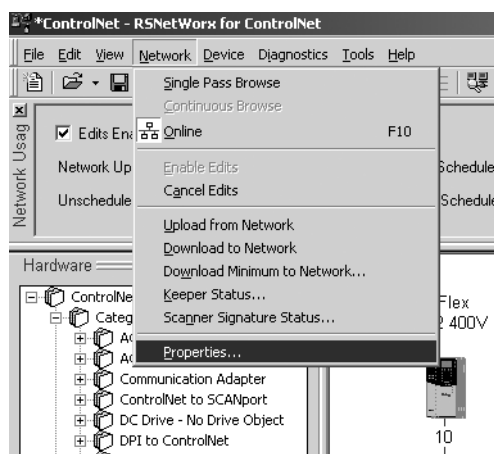 *ControlNet - RSNetWorx for ControlNet
File Edit View Network Device Diagnostics Tools Help
Single Pass Browse
Continuous Browse
Online F10
Enable Edits
Cancel Edits
Upload from Network
Download to Network
Download Minimum to Network...
Keeper Status...
Scanner Signature Status...
Properties...
Network Usag
Edits Ena
Network Up
Schedule
Unschedule
Schedule
Hardware
ControlNe
Categ
AC
AC
Communication Adapter
ControlNet to SCANport
DC Drive - No Drive Object
DPI to ControlNet
Flex
2 400V
10